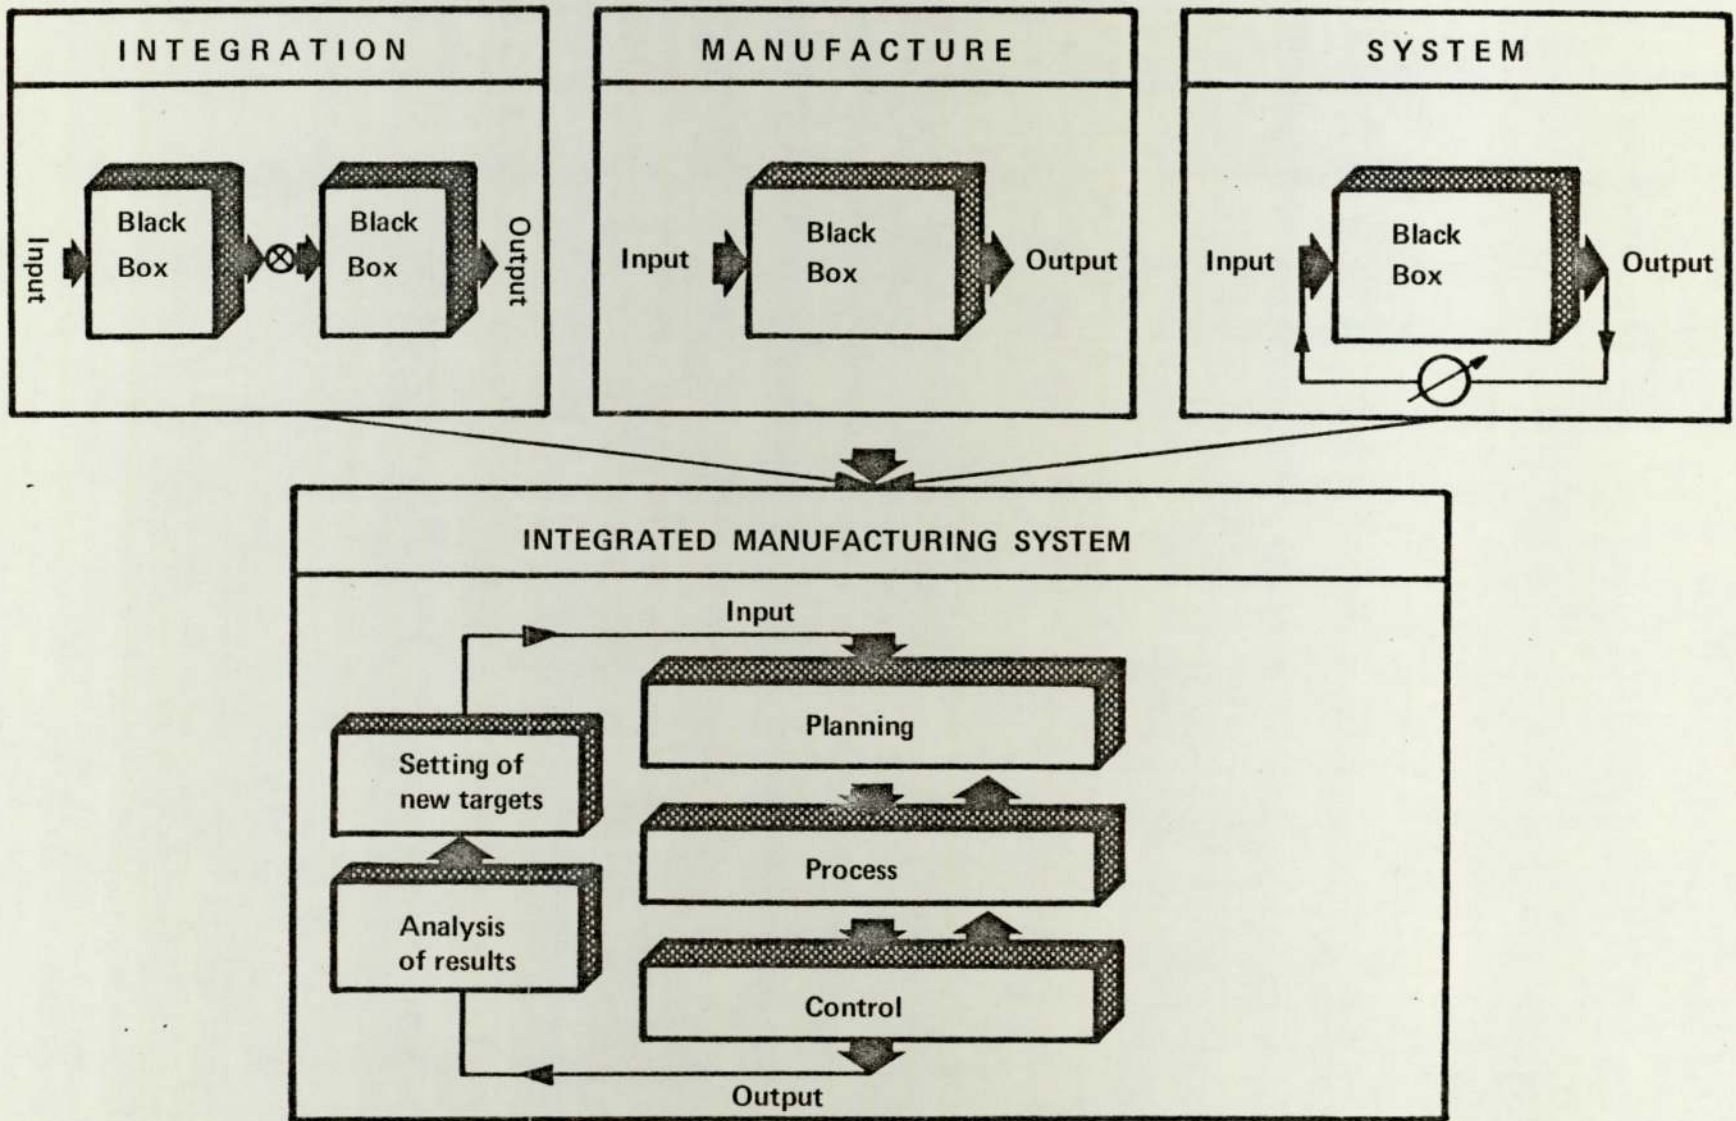 INTEGRATION
Input
Black
Box
Black
Box
Output
MANUFACTURE
Input
Black
Box
Output
SYSTEM
Input
Black
Box
Output
INTEGRATED MANUFACTURING SYSTEM
Input
Planning
Setting of
new targets
Process
Analysis
of results
Control
Output